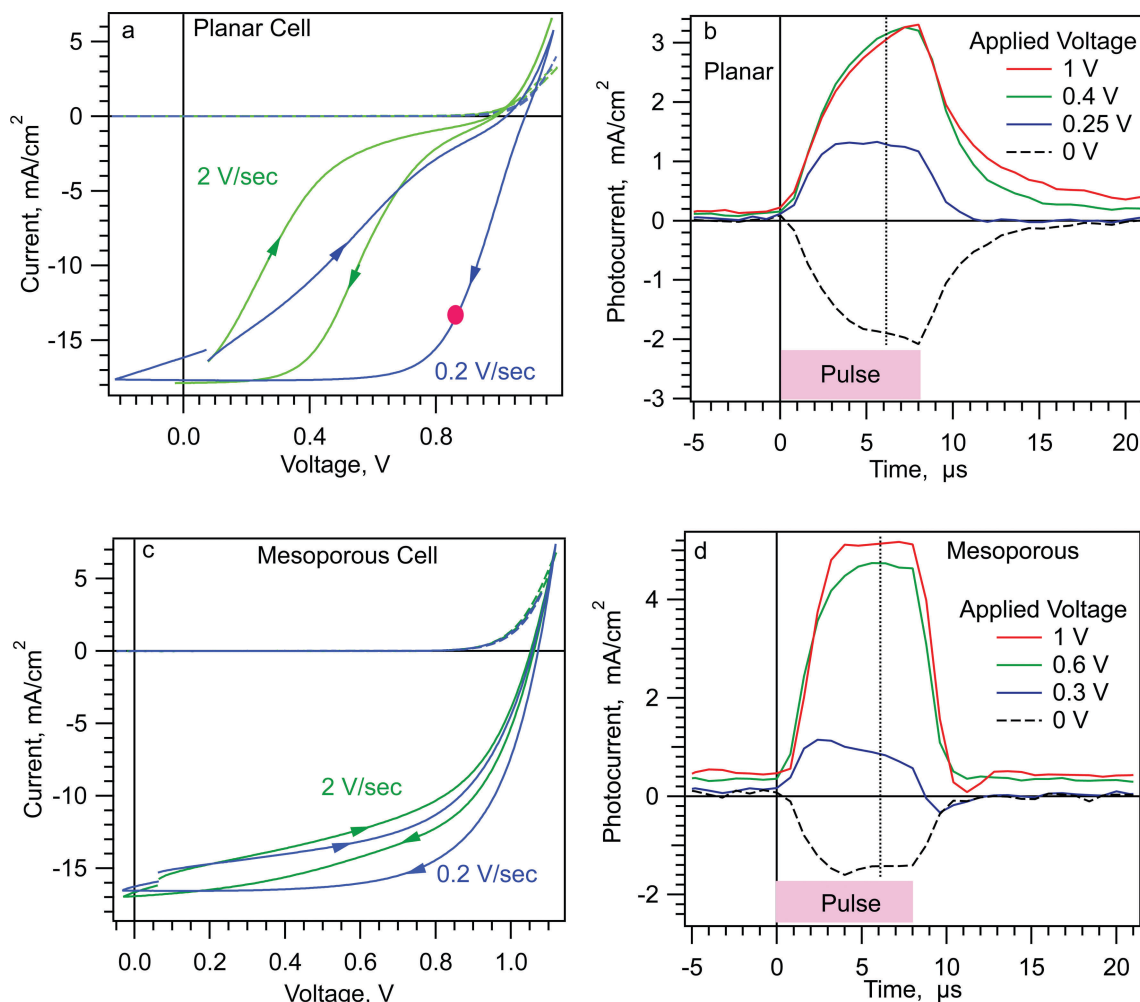 a
Planar Cell
5
0
-5
-10
-15
Current, mA/cm²
2 V/sec
0.2 V/sec
0.0
0.4
0.8
Voltage, V
b
Planar
3
2
1
0
-1
-2
-3
Photocurrent, mA/cm²
Applied Voltage
1 V
0.4 V
0.25 V
0 V
Pulse
-5
0
5
10
15
20
Time, µs
c
Mesoporous Cell
5
0
-5
-10
-15
Current, mA/cm²
2 V/sec
0.2 V/sec
0.0
0.2
0.4
0.6
0.8
1.0
Voltage, V
d
Mesoporous
4
2
0
-2
Photocurrent, mA/cm²
Applied Voltage
1 V
0.6 V
0.3 V
0 V
Pulse
-5
0
5
10
15
20
Time, µs